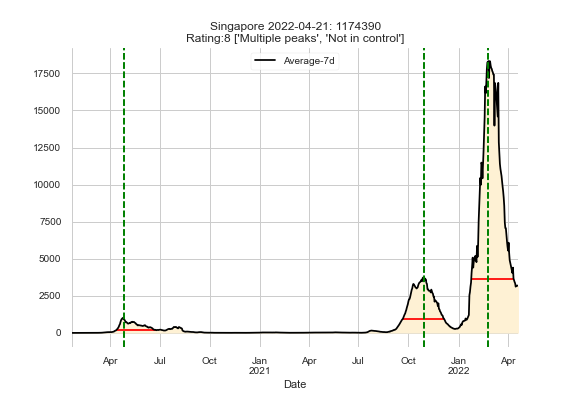 Singapore 2022-04-21: 1174390
Rating:8 ['Multiple peaks', 'Not in control']
Average-7d
17500
15000
12500
10000
7500
5000
2500
0
Apr Jul Oct Jan Apr Jul Oct Jan Apr
2021 2022
Date